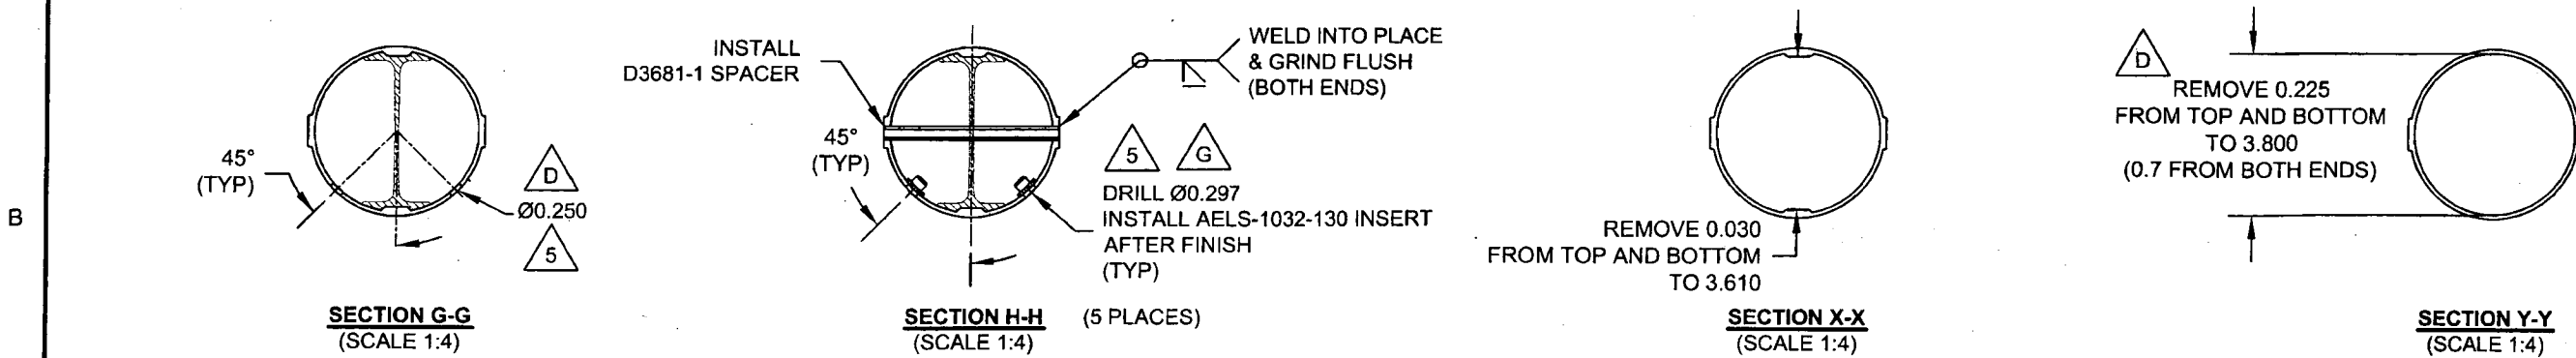 B
45°
(TYP)
D
Ø0.250
5
SECTION G-G
(SCALE 1:4)
INSTALL
D3681-1 SPACER
WELD INTO PLACE
& GRIND FLUSH
(BOTH ENDS)
45°
(TYP)
5 G
DRILL Ø0.297
INSTALL AELS-1032-130 INSERT
AFTER FINISH
(TYP)
SECTION H-H (5 PLACES)
(SCALE 1:4)
REMOVE 0.030
FROM TOP AND BOTTOM
TO 3.610
SECTION X-X
(SCALE 1:4)
D
REMOVE 0.225
FROM TOP AND BOTTOM
TO 3.800
(0.7 FROM BOTH ENDS)
SECTION Y-Y
(SCALE 1:4)